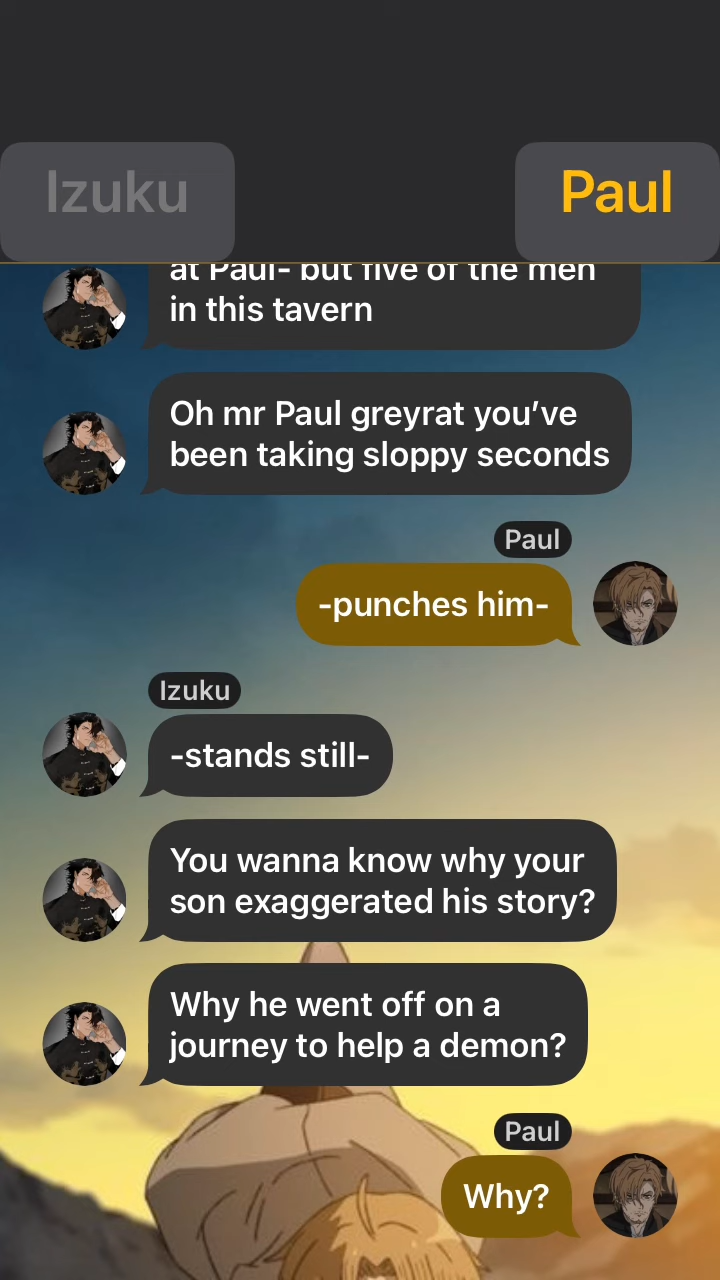 Izuku
Paul
at Paul- but five of the men
in this tavern
Oh mr Paul greyrat you’ve
been taking sloppy seconds
Paul
-punches him-
Izuku
-stands still-
You wanna know why your
son exaggerated his story?
Why he went off on a
journey to help a demon?
Paul
Why?